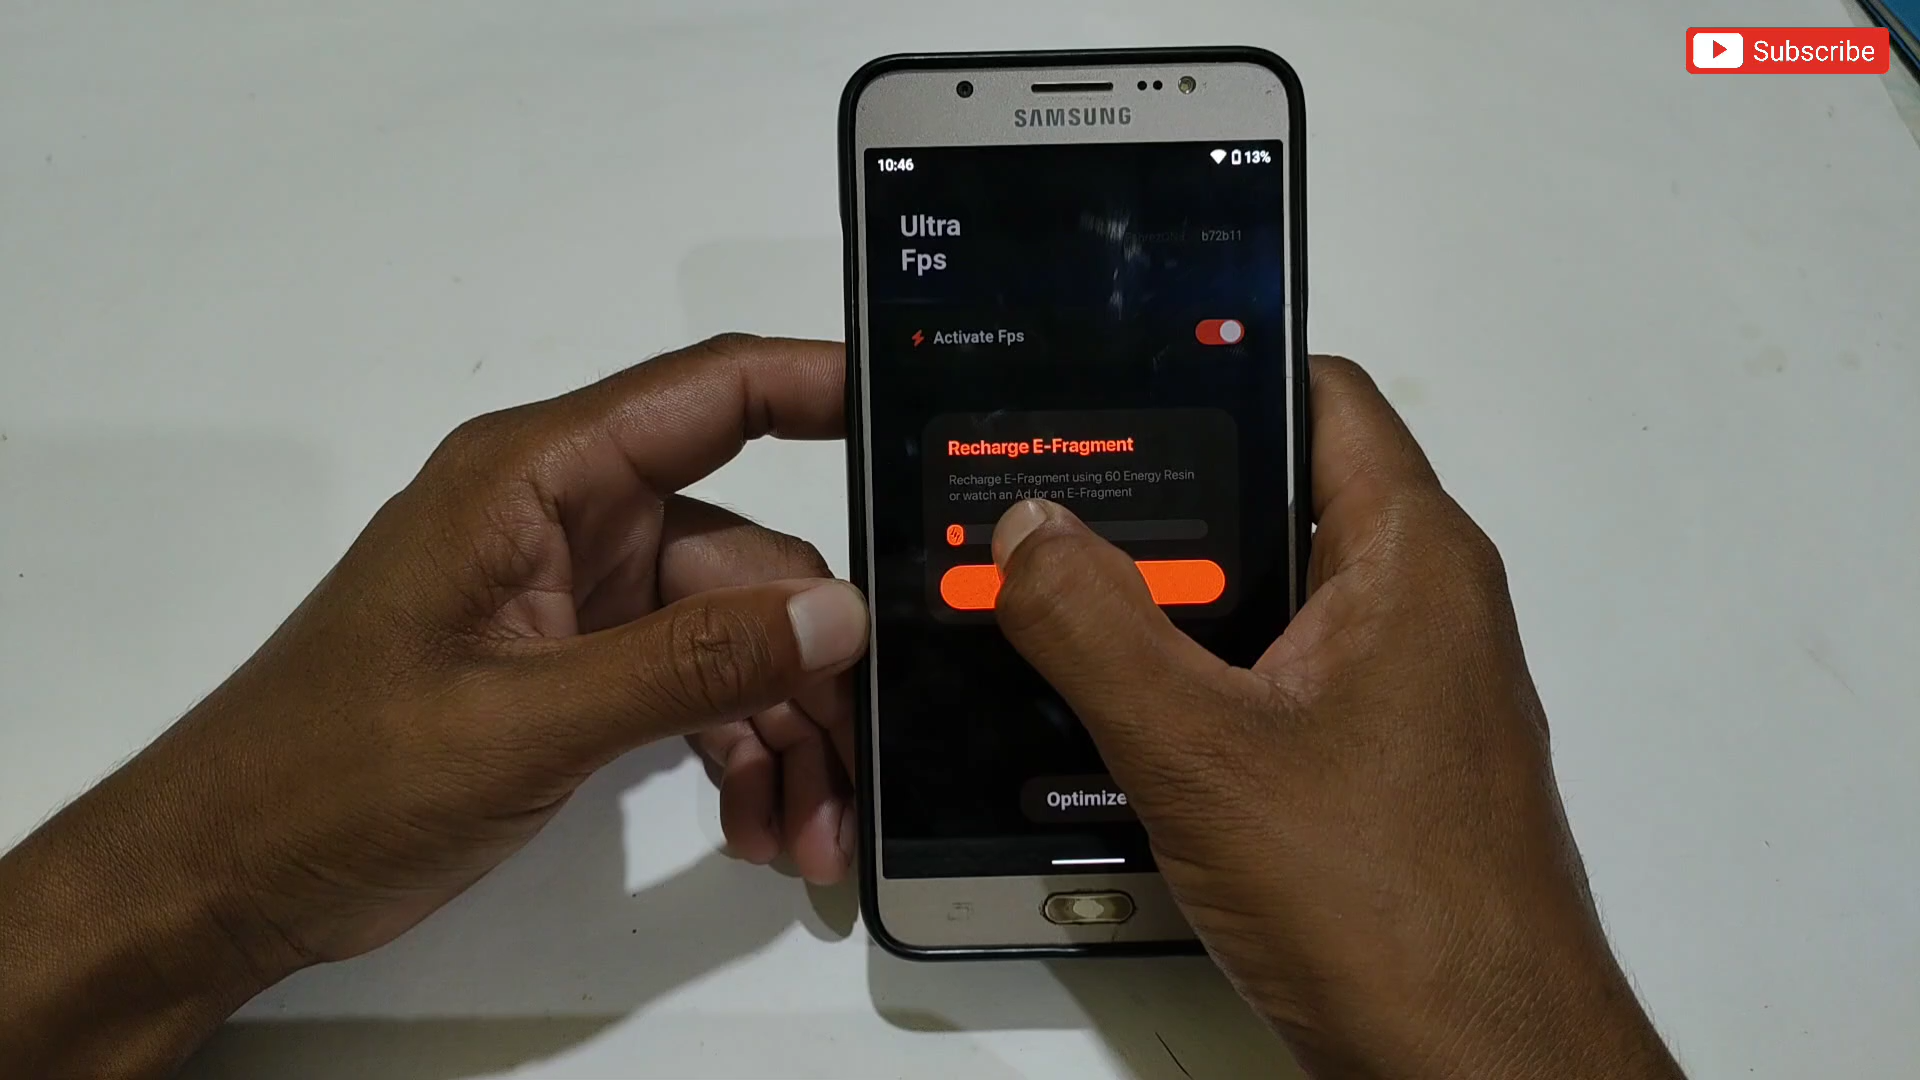 Subscribe
SAMSUNG
10:46
13%
Ultra
Fps
b72b11
Activate Fps
Recharge E-Fragment
Recharge E-Fragment using 60 Energy Resin
or watch an Ad for an E-Fragment
Optimize